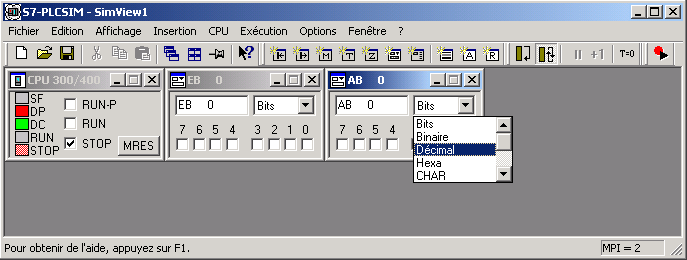 S7-PLCSIM - SimView1
Fichier Edition Affichage Insertion CPU Exécution Options Fenêtre ?
+1 T=0
CPU 300/400
SF
DP
DC
RUN
STOP
RUN-P
RUN
STOP
MRES
EB 0
EB 0 Bits
7 6 5 4 3 2 1 0
AB 0
AB 0 Bits
7 6 5 4
Bits
Binaire
Décimal
Hexa
CHAR
Pour obtenir de l'aide, appuyez sur F1.
MPI = 2